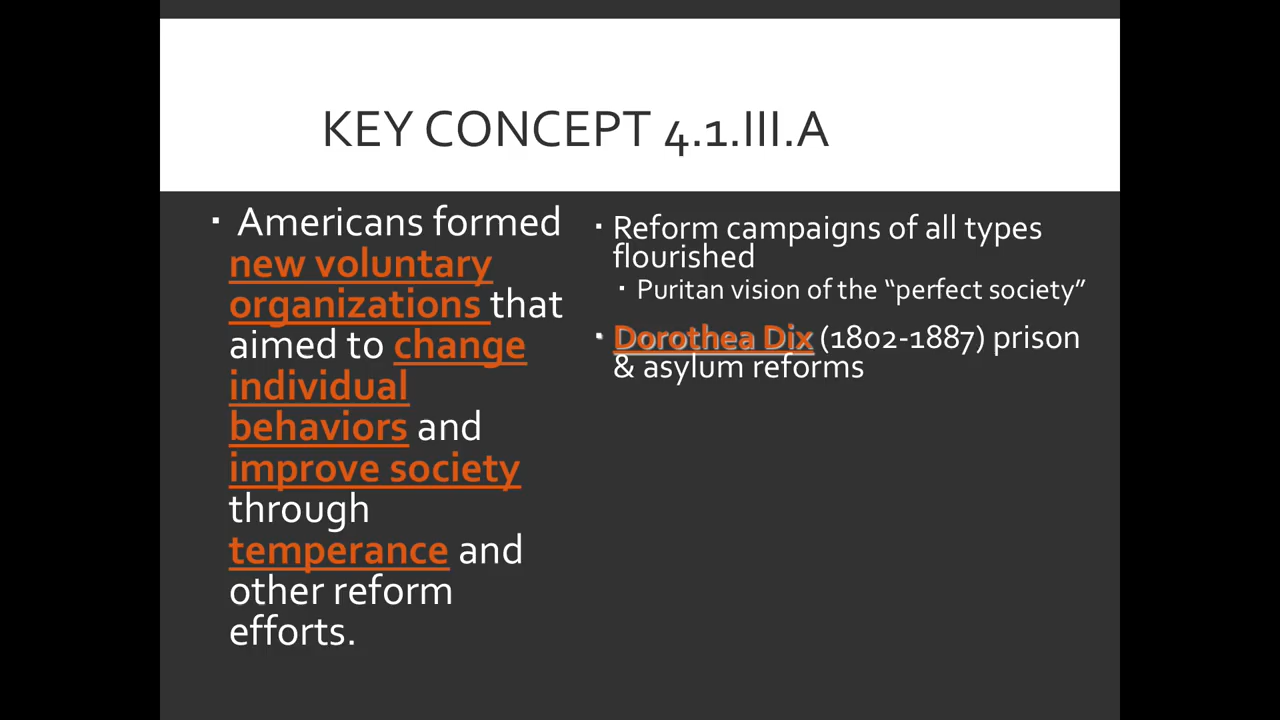 KEY CONCEPT 4.1.III.A
▪ Americans formed
new voluntary
organizations that
aimed to change
individual
behaviors and
improve society
through
temperance and
other reform
efforts.
▪ Reform campaigns of all types
flourished
▪ Puritan vision of the “perfect society”
▪ Dorothea Dix (1802-1887) prison
& asylum reforms